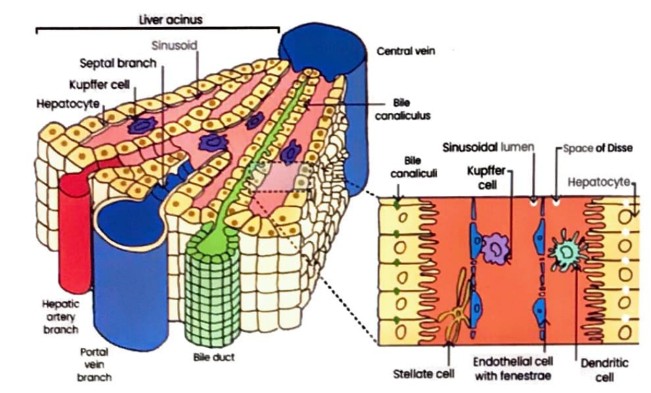 Liver acinus
Sinusoid
Septal branch
Kupffer cell
Hepatocyte
Central vein
Bile
canaliculus
Hepatic
artery
branch
Portal
vein
branch
Bile duct
Bile
canaliculi
Sinusoidal lumen
Kupffer
cell
Space of Disse
Hepatocyte
Stellate cell
Endothelial cell
with fenestrae
Dendritic
cell